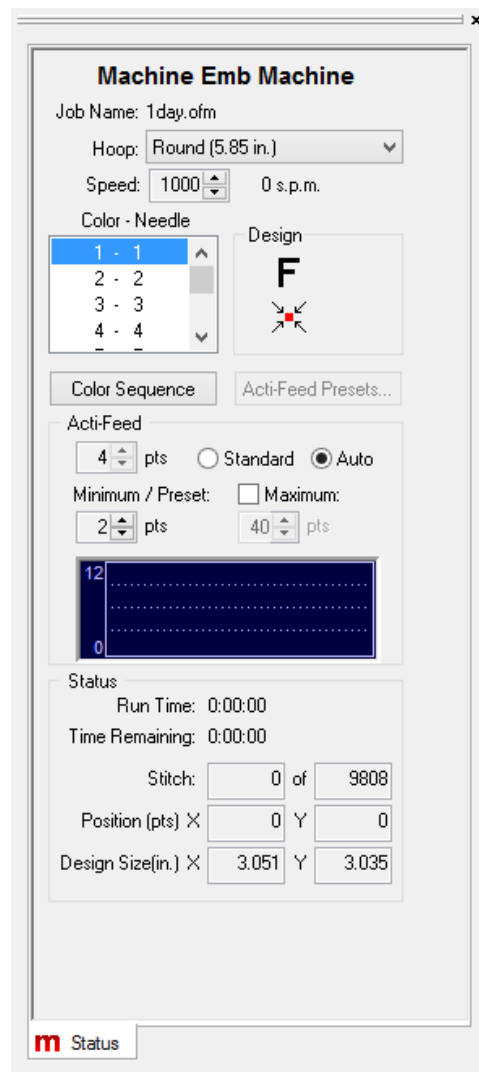 x
Machine Emb Machine
Job Name: 1day.ofm
Hoop: Round (5.85 in.)
Speed: 1000 0 s.p.m.
Color - Needle
Design
1 - 1
2 - 2
3 - 3
4 - 4
F
Color Sequence Acti-Feed Presets...
Acti-Feed
4 pts Standard Auto
Minimum / Preset: Maximum:
2 pts 40 pts
12
0
Status
Run Time: 0:00:00
Time Remaining: 0:00:00
Stitch: 0 of 9808
Position (pts) X 0 Y 0
Design Size(in.) X 3.051 Y 3.035
m Status